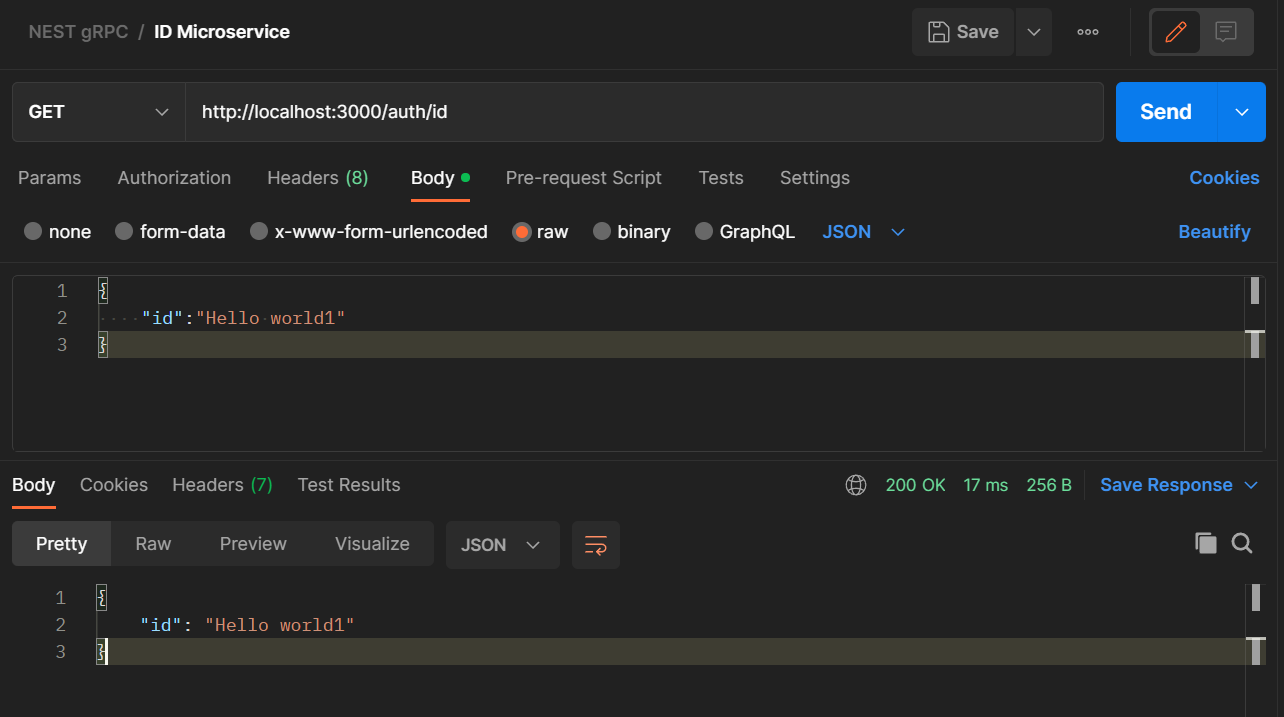 NEST gRPC / ID Microservice
Save
GET
http://localhost:3000/auth/id
Send
Params Authorization Headers (8) Body Pre-request Script Tests Settings Cookies
none form-data x-www-form-urlencoded raw binary GraphQL JSON Beautify
1 {
2 "id":"Hello world1"
3 }
Body Cookies Headers (7) Test Results 200 OK 17 ms 256 B Save Response
Pretty Raw Preview Visualize JSON
1 {
2 "id": "Hello world1"
3 }